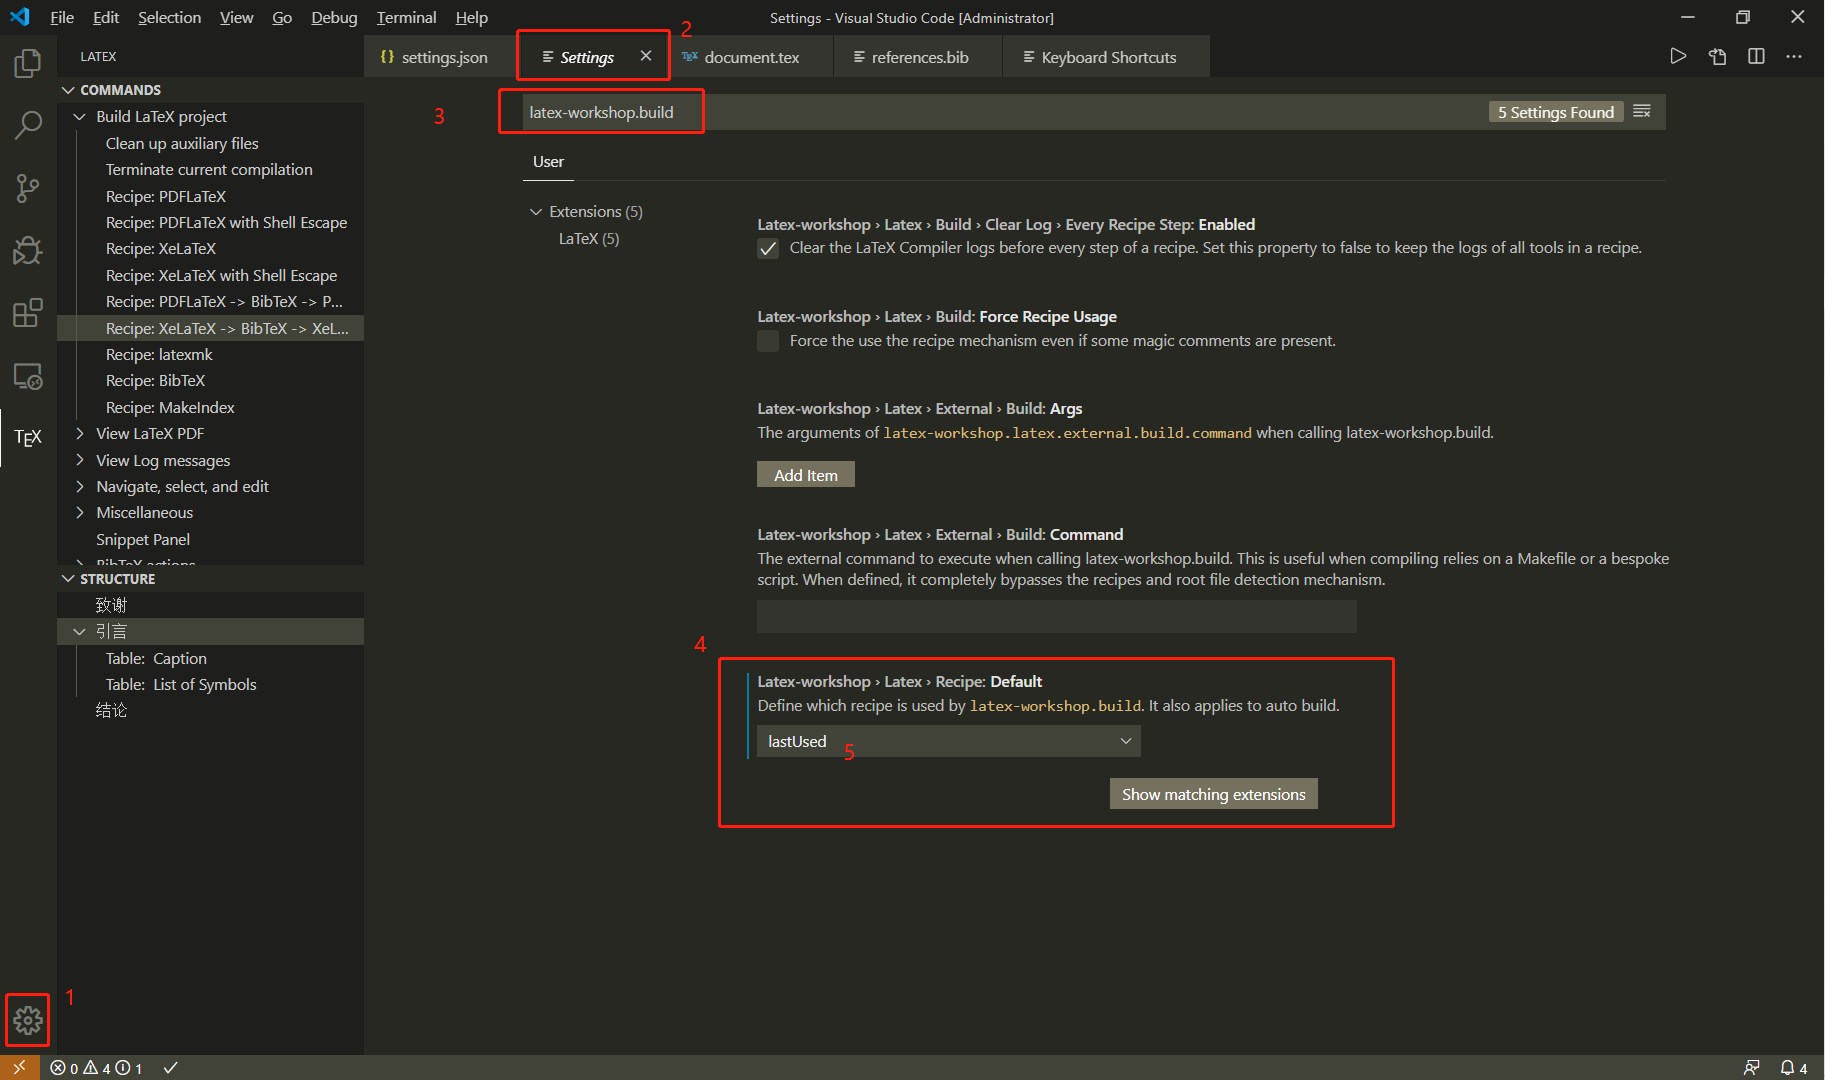 File Edit Selection View Go Debug Terminal Help
Settings - Visual Studio Code [Administrator]
LATEX
settings.json
Settings
2
document.tex
references.bib
Keyboard Shortcuts
COMMANDS
Build LaTeX project
Clean up auxiliary files
Terminate current compilation
Recipe: PDFLaTeX
Recipe: PDFLaTeX with Shell Escape
Recipe: XeLaTeX
Recipe: XeLaTeX with Shell Escape
Recipe: PDFLaTeX -> BibTeX -> P...
Recipe: XeLaTeX -> BibTeX -> XeL...
Recipe: latexmk
Recipe: BibTeX
Recipe: MakeIndex
View LaTeX PDF
View Log messages
Navigate, select, and edit
Miscellaneous
Snippet Panel
BibTeX actions
STRUCTURE
致谢
引言
Table: Caption
Table: List of Symbols
结论
TEX
1
3
latex-workshop.build
5 Settings Found
User
Extensions (5)
LaTeX (5)
Latex-workshop › Latex › Build › Clear Log › Every Recipe Step: Enabled
Clear the LaTeX Compiler logs before every step of a recipe. Set this property to false to keep the logs of all tools in a recipe.
Latex-workshop › Latex › Build: Force Recipe Usage
Force the use the recipe mechanism even if some magic comments are present.
Latex-workshop › Latex › External › Build: Args
The arguments of latex-workshop.latex.external.build.command when calling latex-workshop.build.
Add Item
Latex-workshop › Latex › External › Build: Command
The external command to execute when calling latex-workshop.build. This is useful when compiling relies on a Makefile or a bespoke
script. When defined, it completely bypasses the recipes and root file detection mechanism.
4
Latex-workshop › Latex › Recipe: Default
Define which recipe is used by latex-workshop.build. It also applies to auto build.
lastUsed
5
Show matching extensions
0 4 1
4